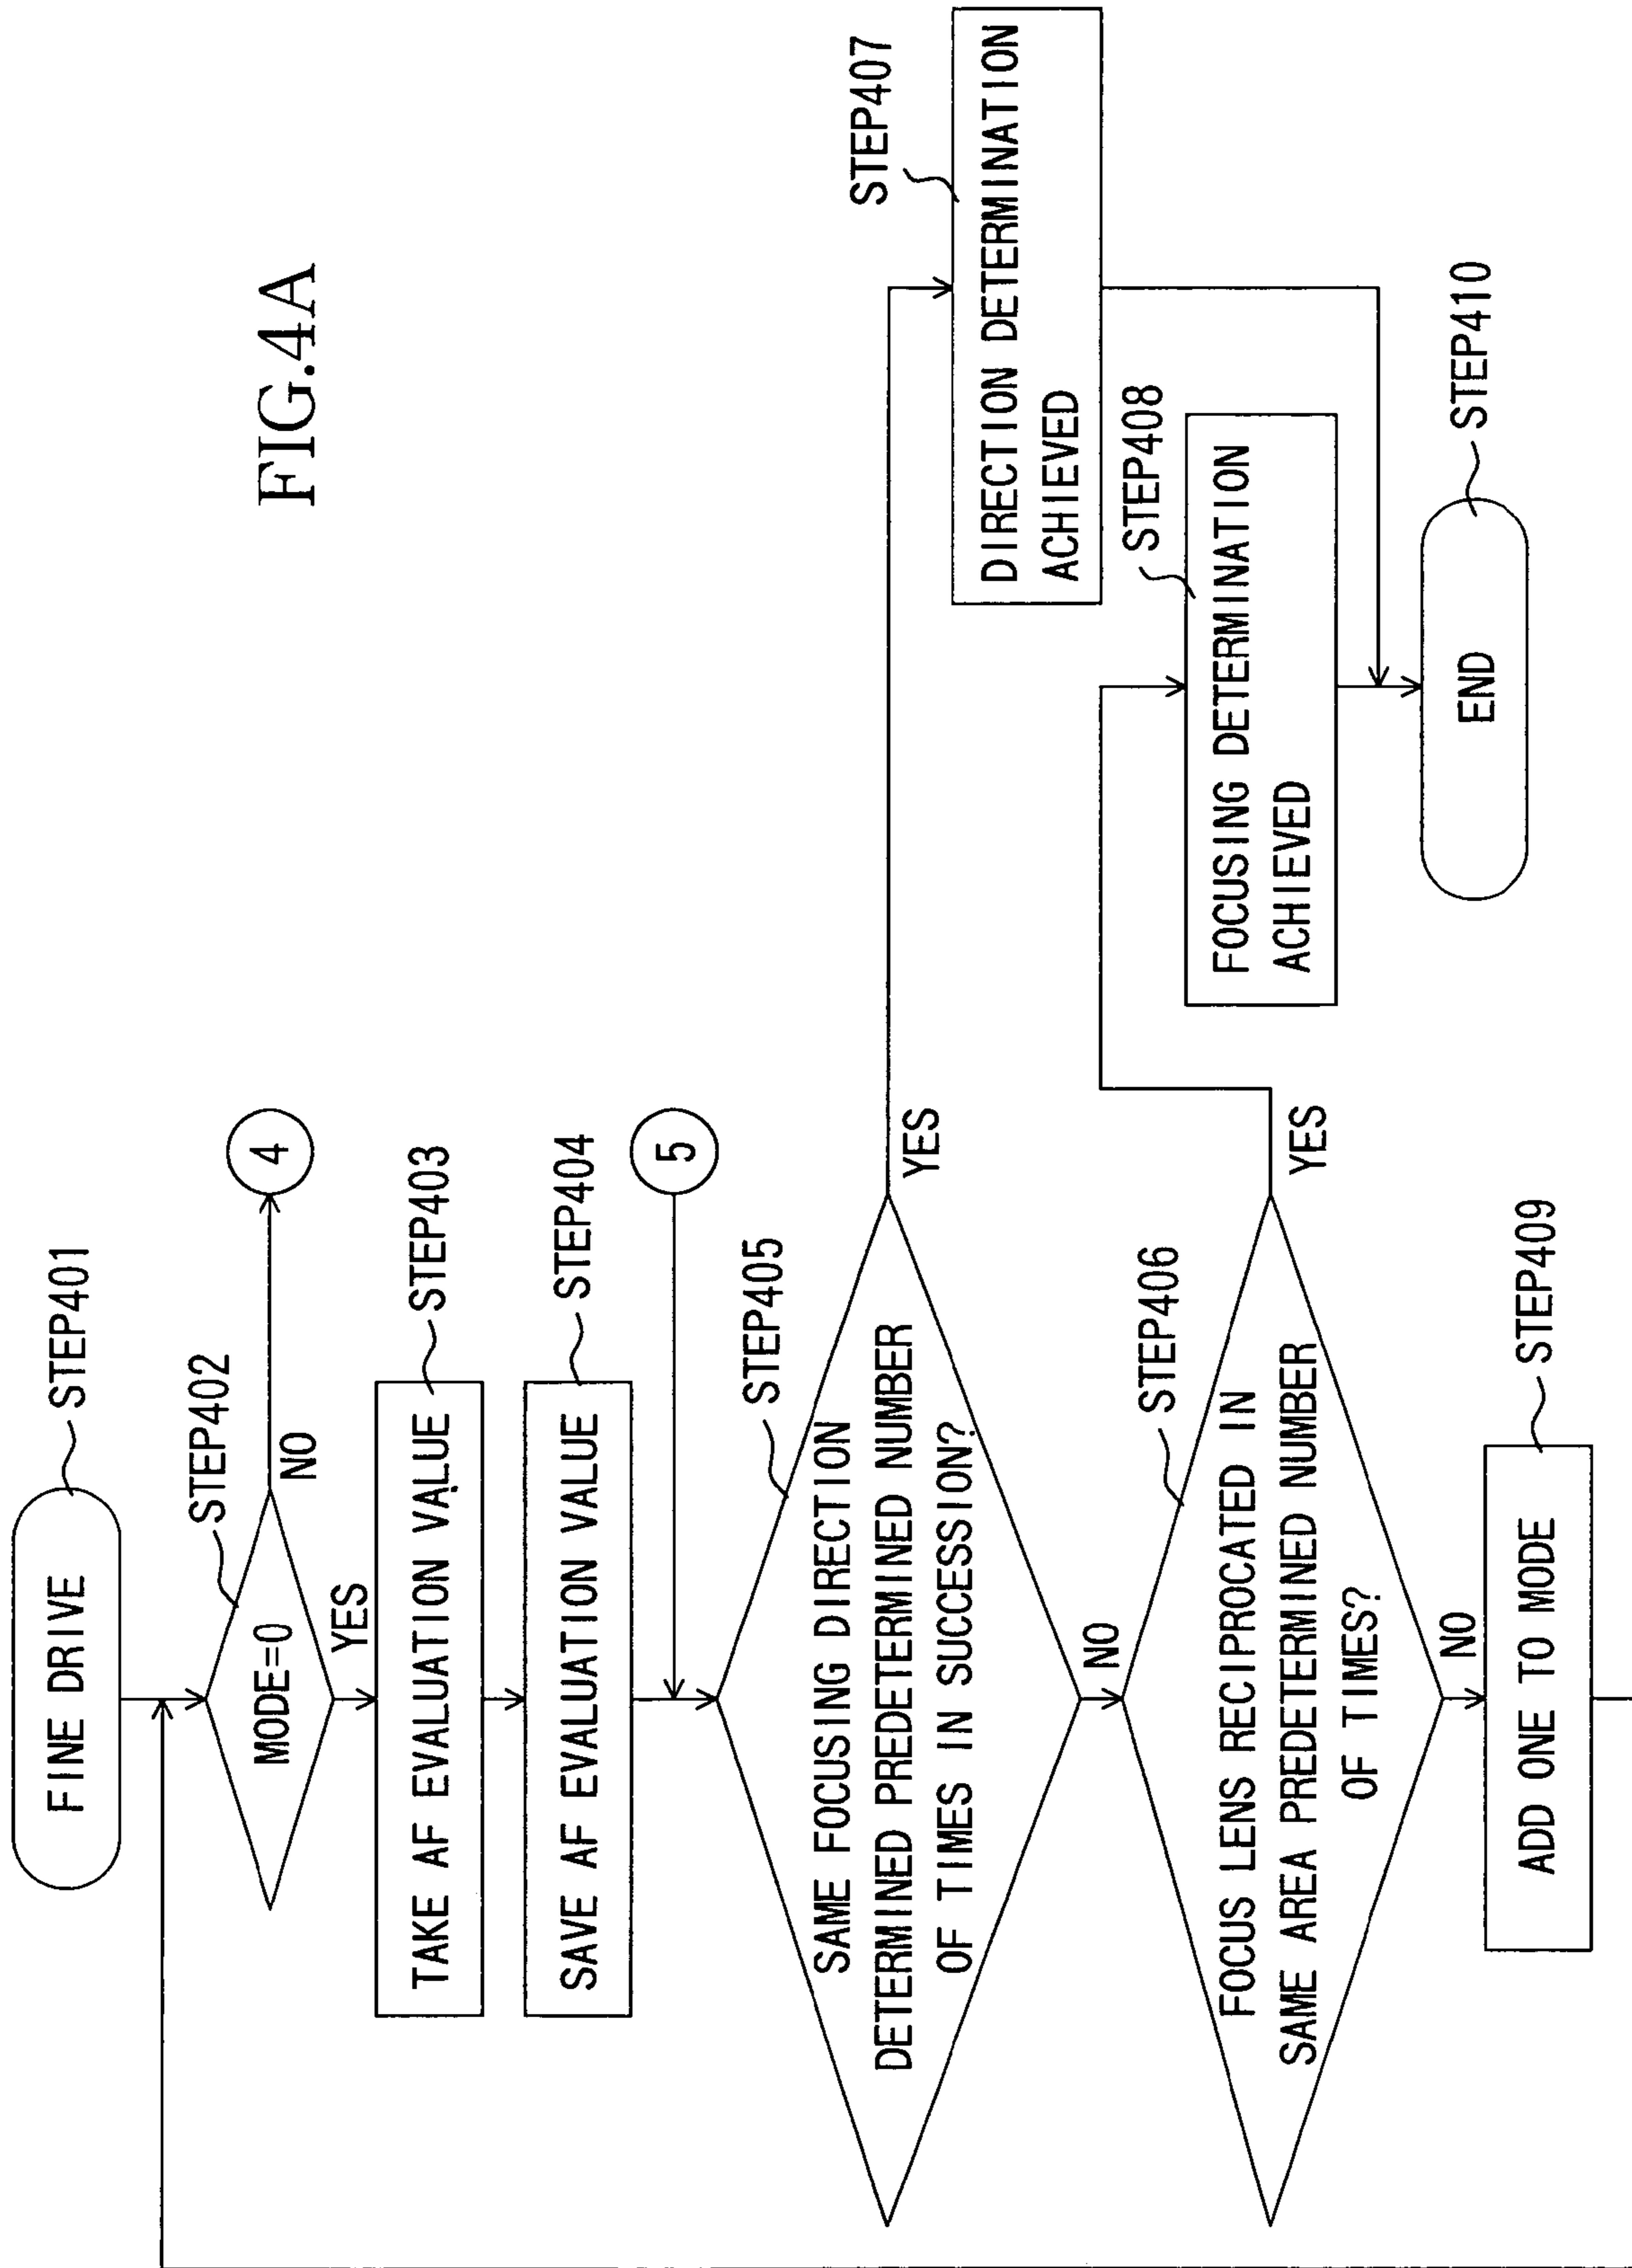 FIG.4A
FINE DRIVE
STEP401
STEP402
MODE=0
NO
4
YES
TAKE AF EVALUATION VALUE
STEP403
SAVE AF EVALUATION VALUE
STEP404
5
STEP405
SAME FOCUSING DIRECTION
DETERMINED PREDETERMINED NUMBER
OF TIMES IN SUCCESSION?
YES
NO
STEP407
DIRECTION DETERMINATION
ACHIEVED
STEP406
FOCUS LENS RECIPROCATED IN
SAME AREA PREDETERMINED NUMBER
OF TIMES?
YES
NO
STEP408
FOCUSING DETERMINATION
ACHIEVED
STEP409
ADD ONE TO MODE
END
STEP410